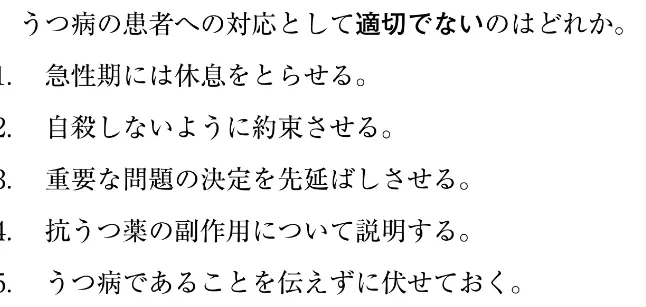 うつ病の患者への対応として適切でないのはどれか。
1. 急性期には休息をとらせる。
2. 自殺しないように約束させる。
3. 重要な問題の決定を先延ばしさせる。
4. 抗うつ薬の副作用について説明する。
5. うつ病であることを伝えずに伏せておく。